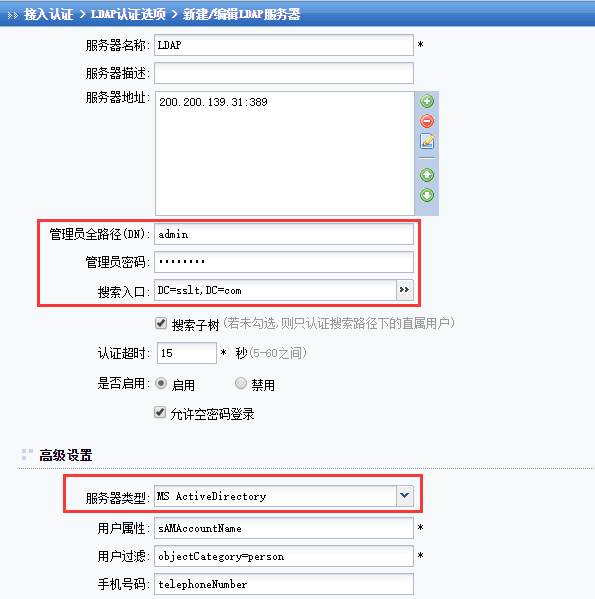 接入认证 > LDAP认证选项 > 新建/编辑LDAP服务器
服务器名称: LDAP *
服务器描述:
服务器地址: 200.200.139.31:389
管理员全路径(DN): admin
管理员密码: ••••••••
搜索入口: DC=sslt,DC=com
搜索子树 (若未勾选,则只认证搜索路径下的直属用户)
认证超时: 15 * 秒(5-60之间)
是否启用: 启用 禁用
允许空密码登录
高级设置
服务器类型: MS ActiveDirectory
用户属性: sAMAccountName *
用户过滤: objectCategory=person *
手机号码: telephoneNumber